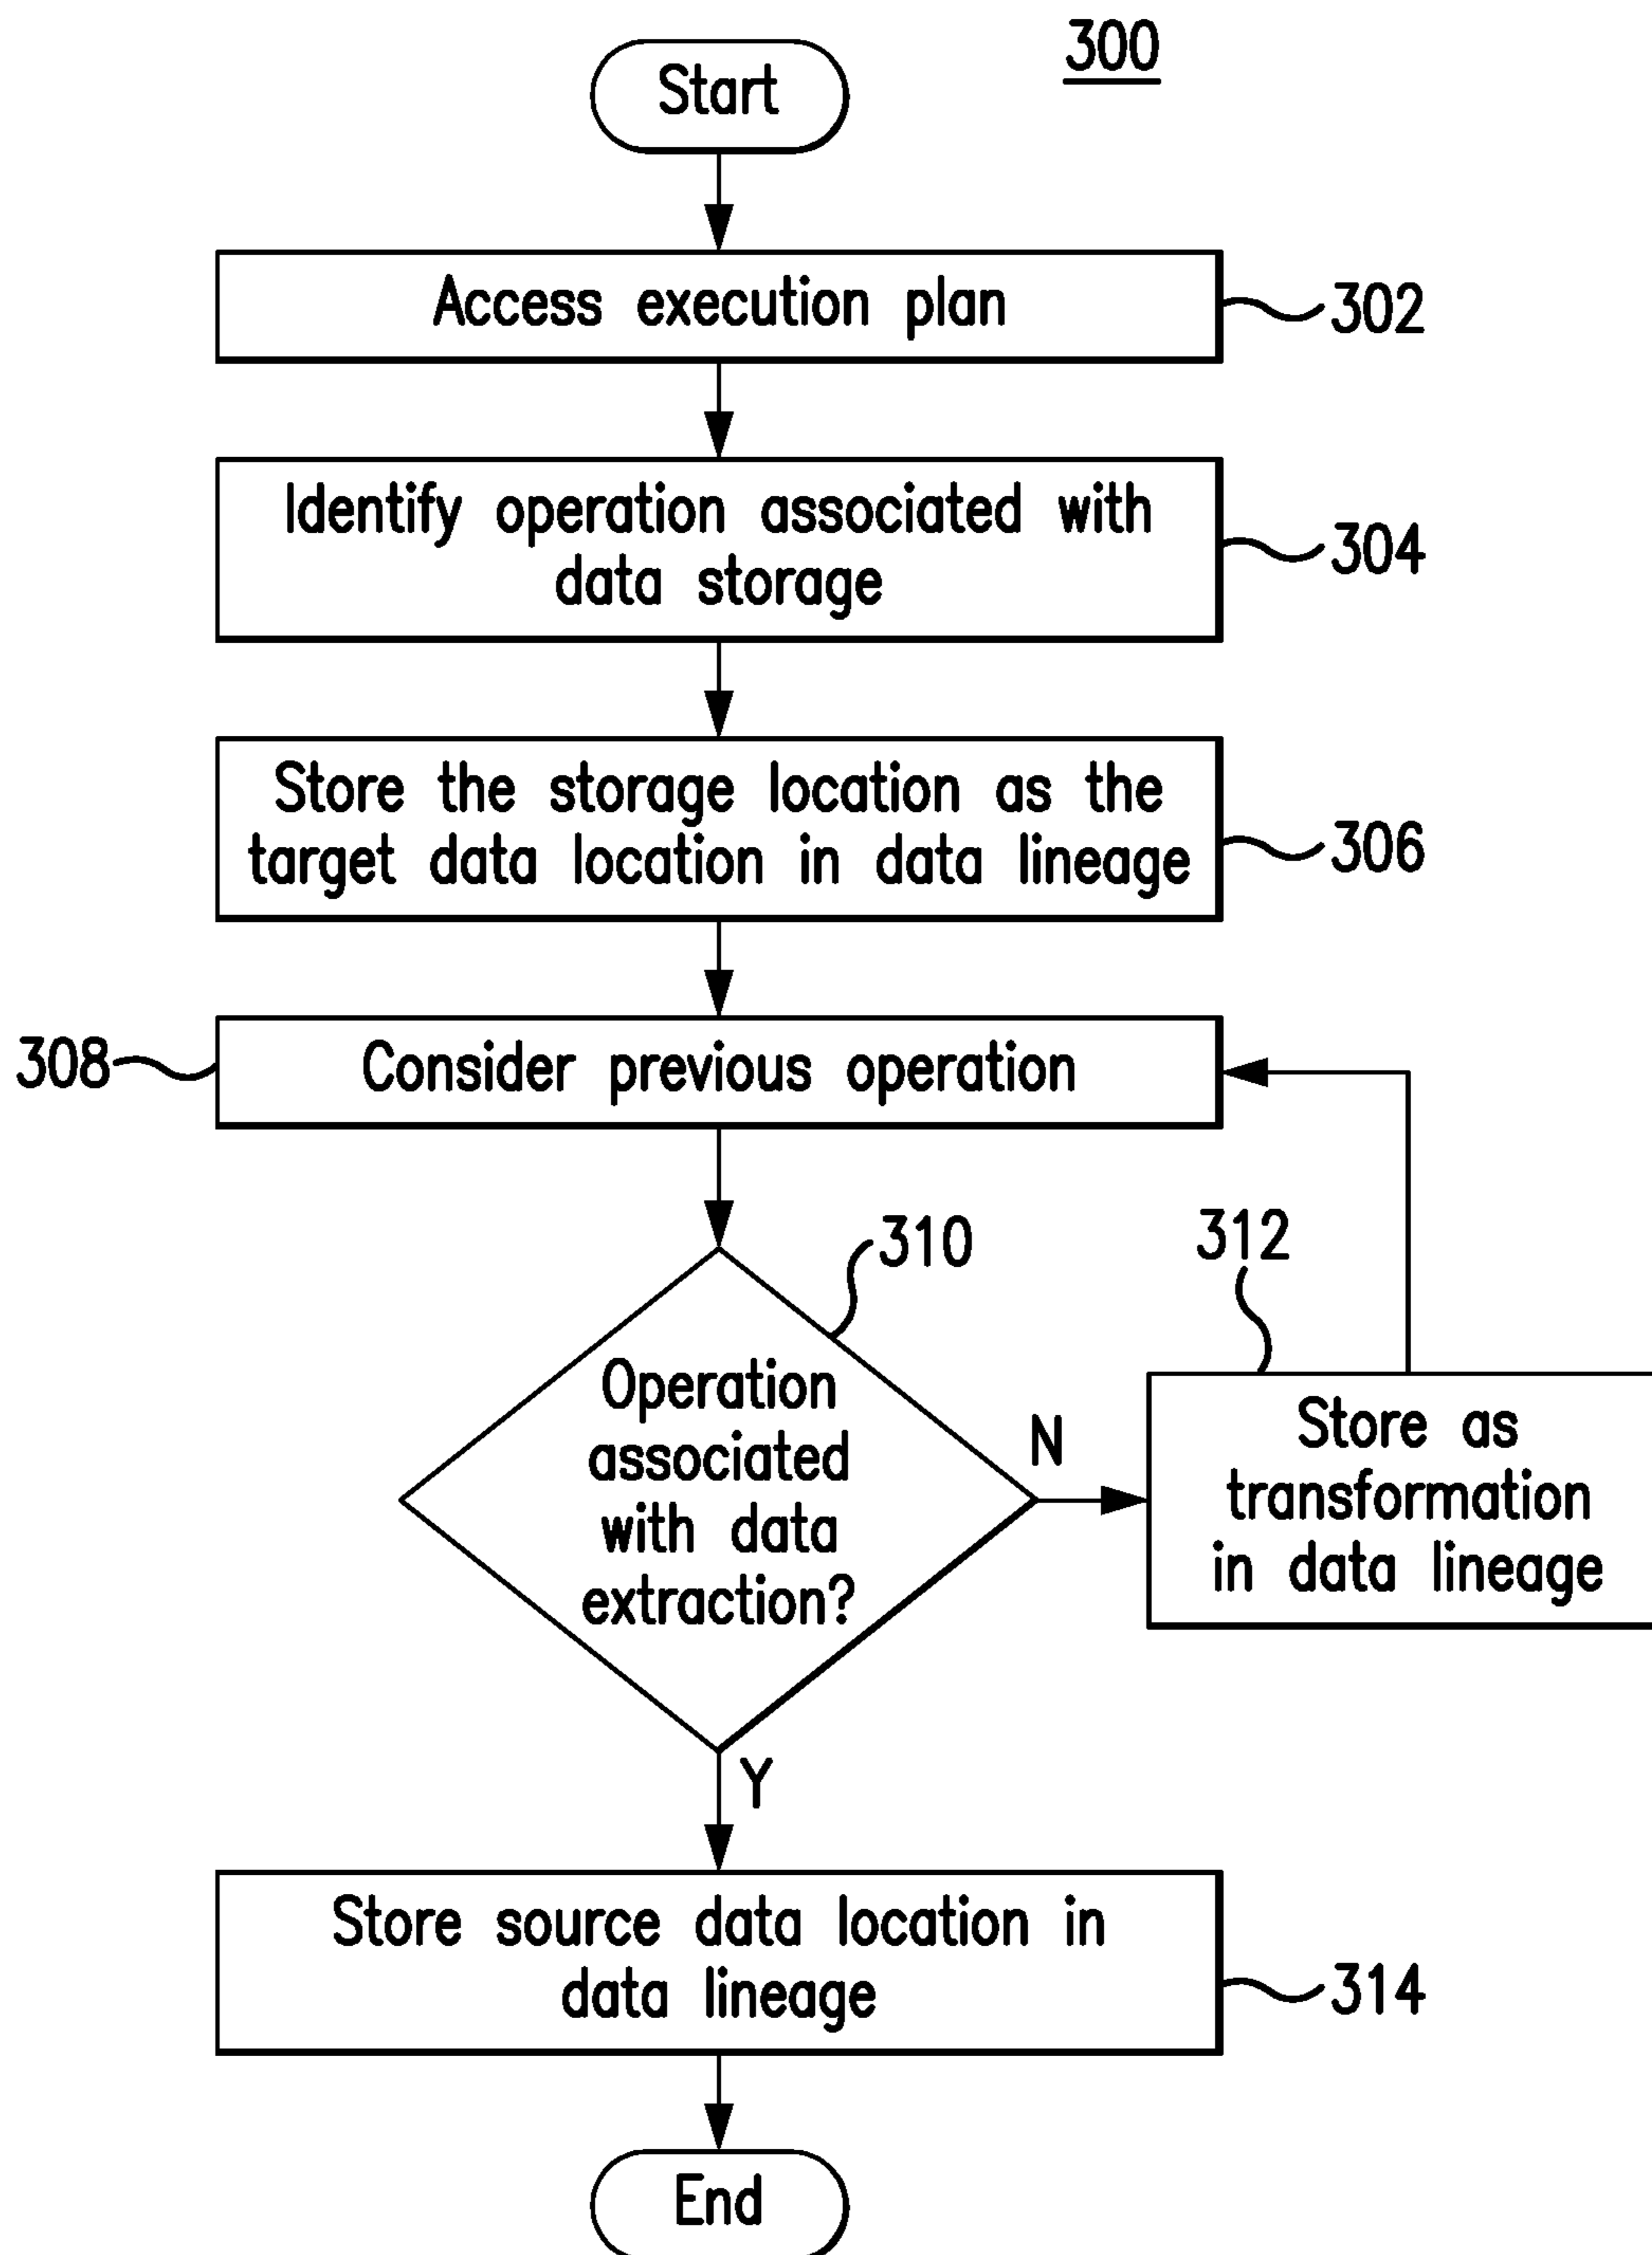 300
Start
Access execution plan
302
Identify operation associated with
data storage
304
Store the storage location as the
target data location in data lineage
306
308
Consider previous operation
310
Operation
associated
with data
extraction?
N
312
Store as
transformation
in data lineage
Y
Store source data location in
data lineage
314
End